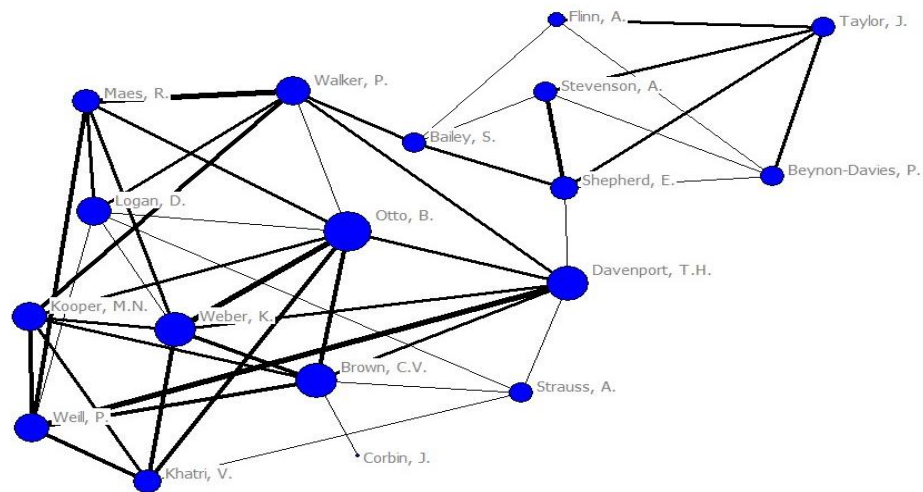 Flinn, A.
Taylor, J.
Walker, P.
Maes, R.
Stevenson, A.
Bailey, S.
Beynon-Davies, P.
Shepherd, E.
Logan, D.
Otto, B.
Davenport, T.H.
Kooper, M.N.
Weber, K.
Brown, C.V.
Strauss, A.
Weill, P.
Corbin, J.
Khatri, V.